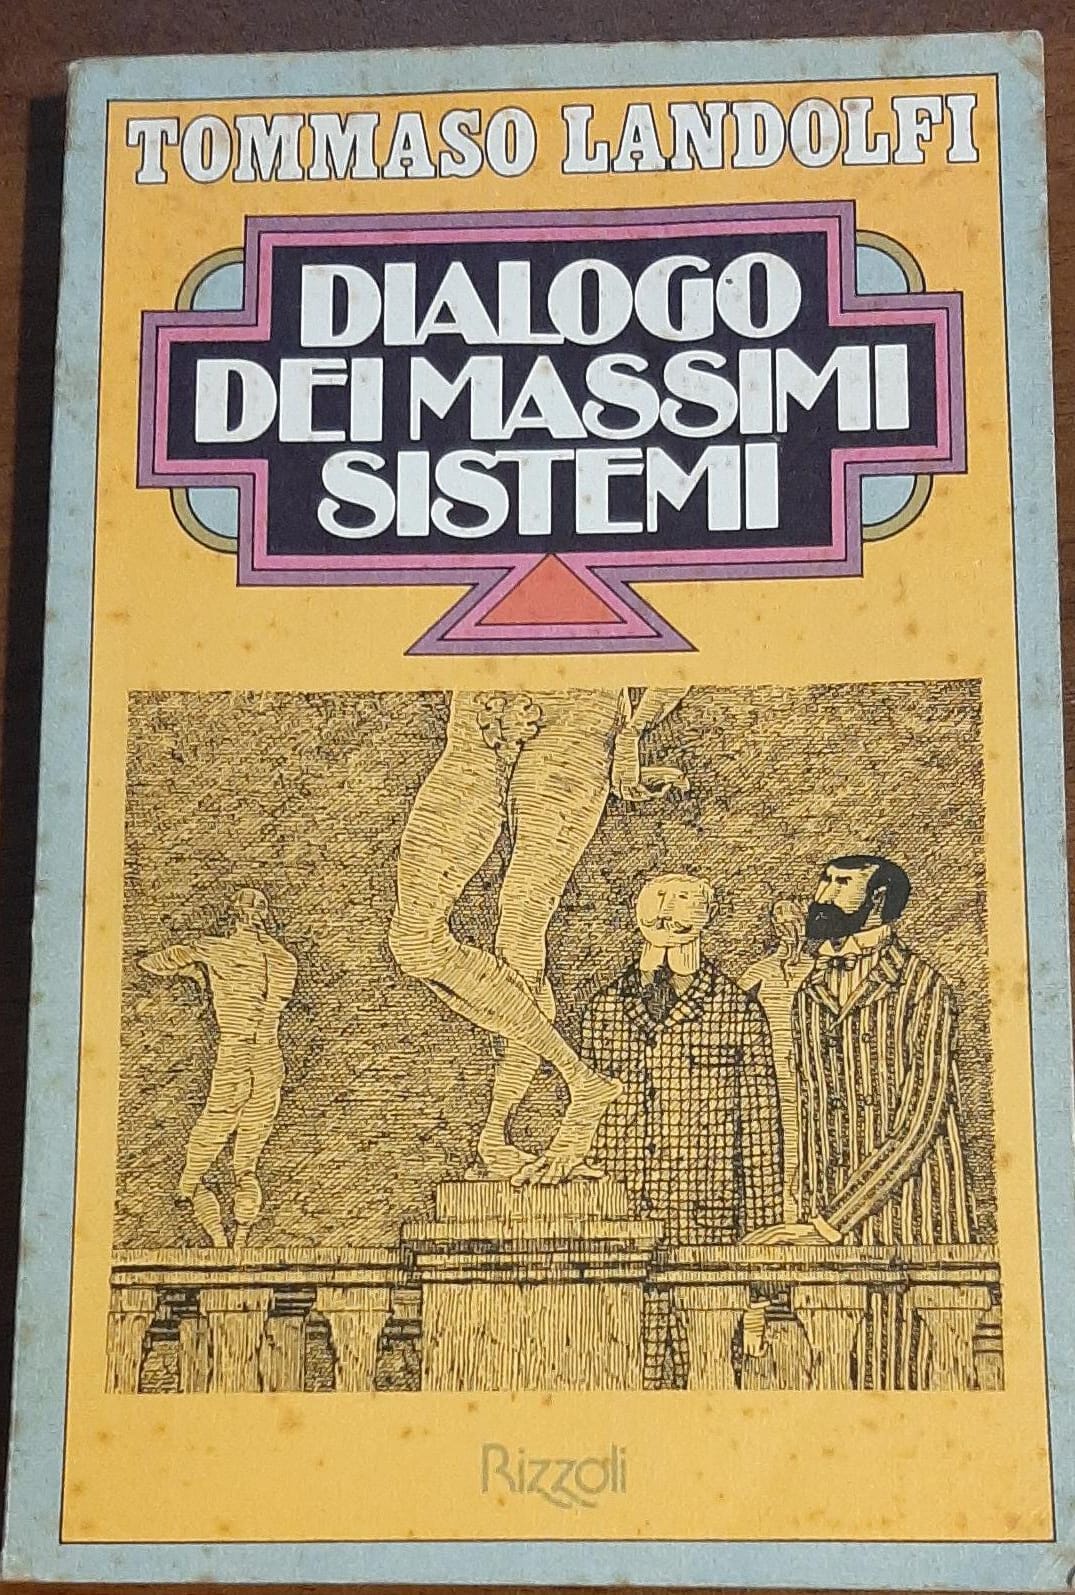 TOMMASO LANDOLFI
DIALOGO
DEI MASSIMI
SISTEMI
Rizzoli